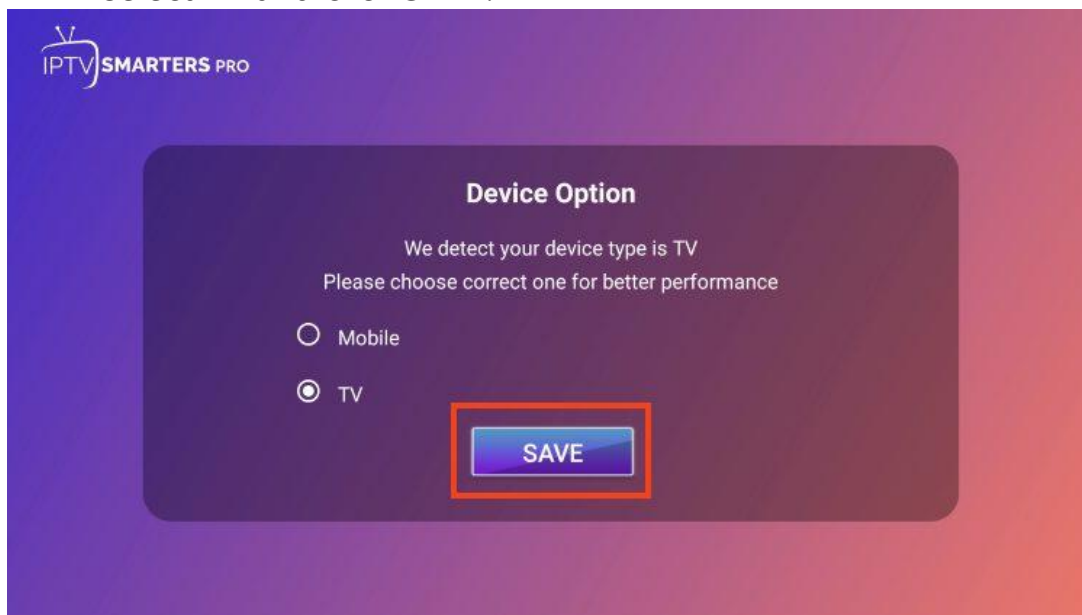 IPTV SMARTERS PRO
Device Option
We detect your device type is TV
Please choose correct one for better performance
Mobile
TV
SAVE